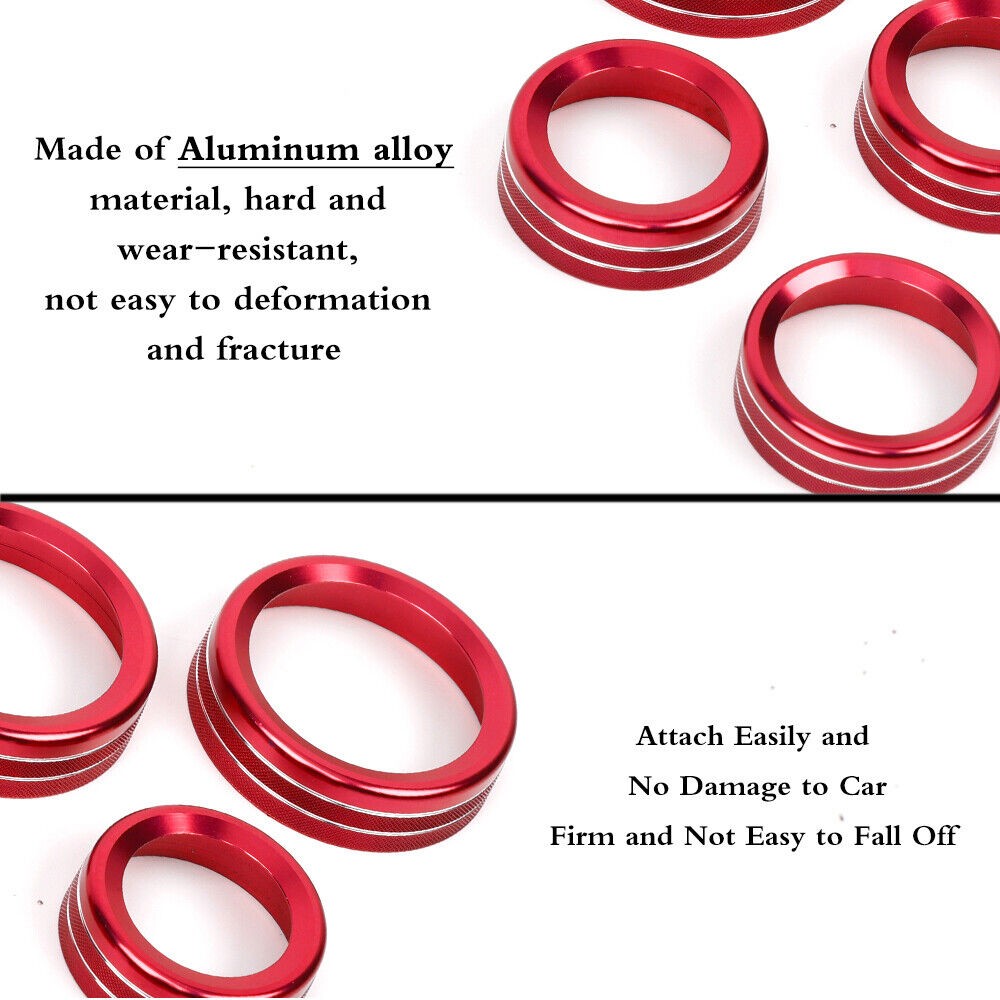 Made of Aluminum alloy
material, hard and
wear-resistant,
not easy to deformation
and fracture
Attach Easily and
No Damage to Car
Firm and Not Easy to Fall Off